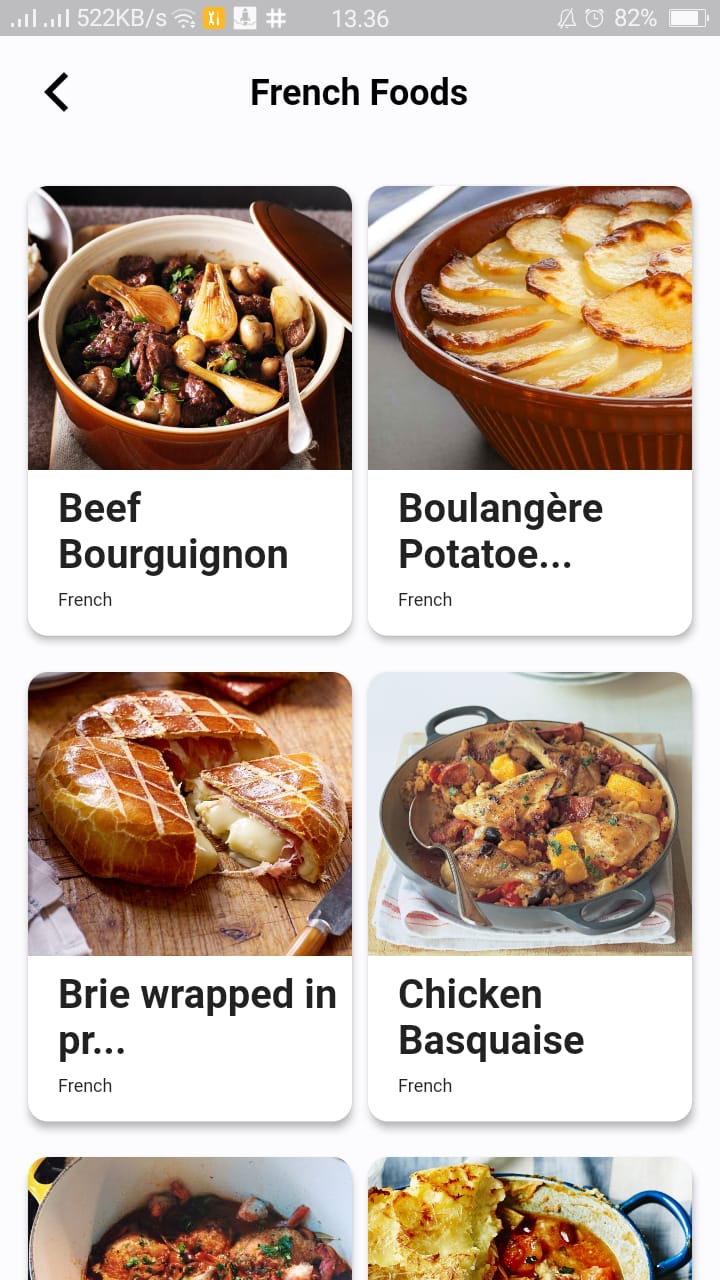 522KB/s 13.36 82%
French Foods
Beef
Bourguignon
French
Boulangère
Potatoe...
French
Brie wrapped in
pr...
French
Chicken
Basquaise
French